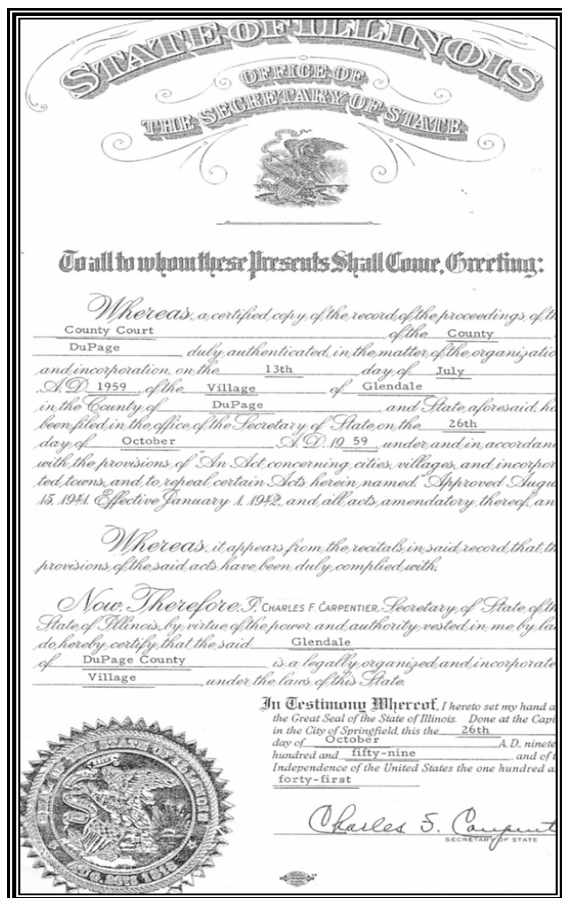 STATE OF ILLINOIS
OFFICE OF
THE SECRETARY OF STATE
To all to whom these Presents Shall Come, Greeting:
Whereas, a certified copy of the record of the proceedings of th
County Court of the County
DuPage duly authenticated in the matter of the organizatio
and incorporation, on the 13th day of July
A.D. 1959, of the Village of Glendale
in the County of DuPage and State aforesaid, ha
been filed in the office of the Secretary of State on the 26th
day of October A.D. 19 59 under and in accordan
with the provisions of "An Act concerning cities, villages, and incorpor
ted towns, and to repeal certain Acts herein named." Approved Augu
15, 1941. Effective January 1, 1942, and all acts amendatory thereof, an
Whereas, it appears from the recitals in said record, that th
provisions of the said acts have been duly complied with,
Now Therefore, I, CHARLES F. CARPENTIER, Secretary of State of th
State of Illinois, by virtue of the power and authority vested in me by la
do hereby certify that the said Glendale
of DuPage County is a legally organized and incorporate
Village under the laws of this State.
In Testimony Whereof, I hereto set my hand a
the Great Seal of the State of Illinois. Done at the Capi
in the City of Springfield this the 26th
day of October A.D. ninete
hundred and fifty-nine and of t
Independence of the United States the one hundred a
forty-first
Charles F. Carpent
SECRETARY OF STATE
STATE OF ILLINOIS
AUG. 26TH 1818